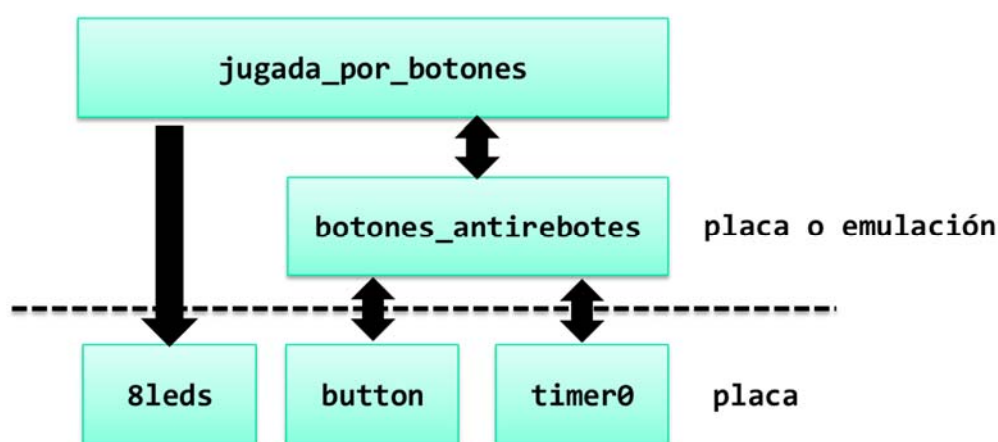 jugada_por_botones
botones_antirebotes
placa o emulación
8leds
button
timer0
placa